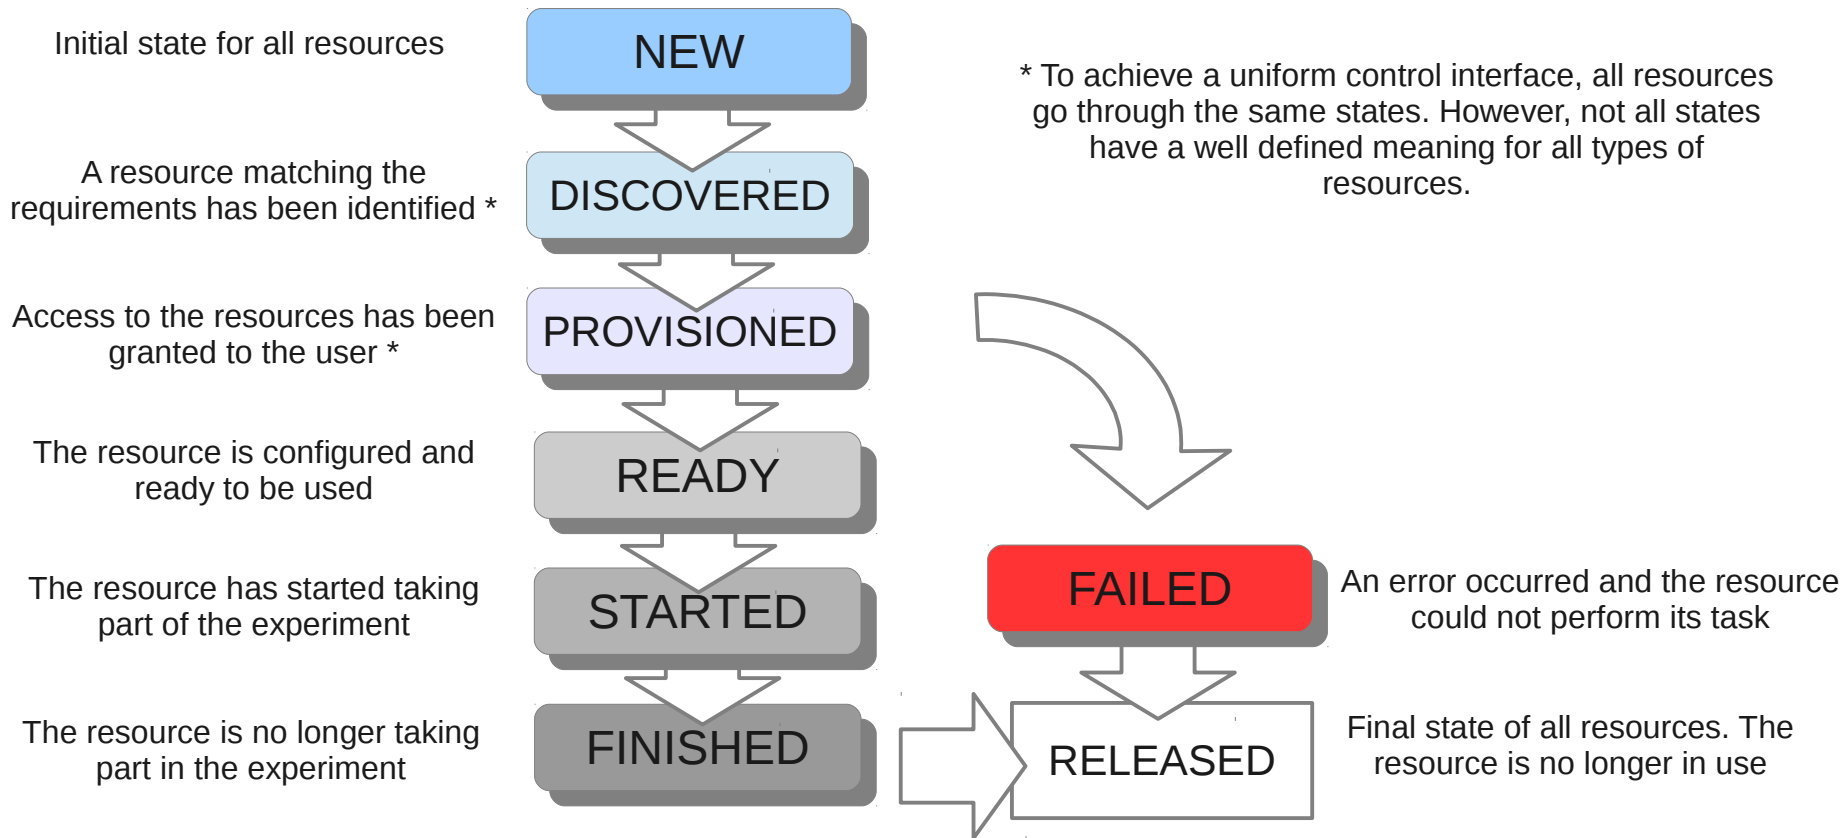 Initial state for all resources
NEW
* To achieve a uniform control interface, all resources
go through the same states. However, not all states
have a well defined meaning for all types of
resources.
A resource matching the
requirements has been identified *
DISCOVERED
Access to the resources has been
granted to the user *
PROVISIONED
The resource is configured and
ready to be used
READY
The resource has started taking
part of the experiment
STARTED
FAILED
An error occurred and the resource
could not perform its task
The resource is no longer taking
part in the experiment
FINISHED
RELEASED
Final state of all resources. The
resource is no longer in use